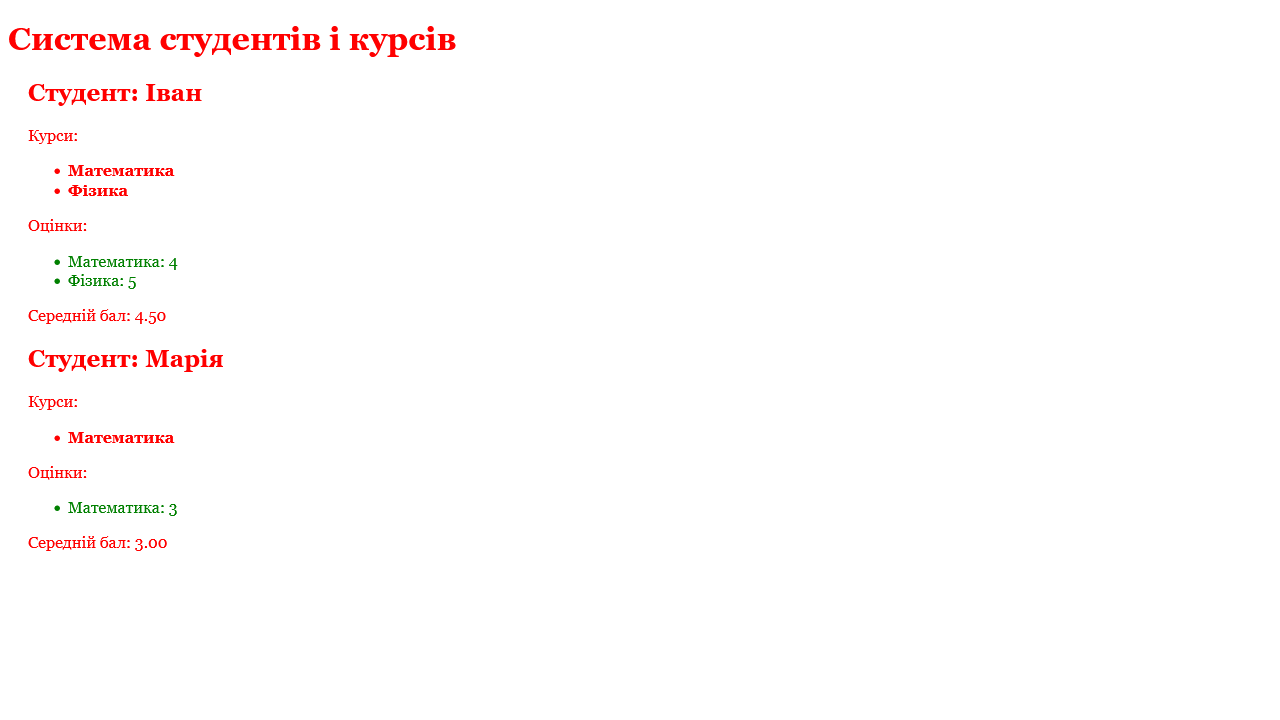 Система студентів і курсів
Студент: Іван
Курси:
• Математика
• Фізика
Оцінки:
• Математика: 4
• Фізика: 5
Середній бал: 4.50
Студент: Марія
Курси:
• Математика
Оцінки:
• Математика: 3
Середній бал: 3.00